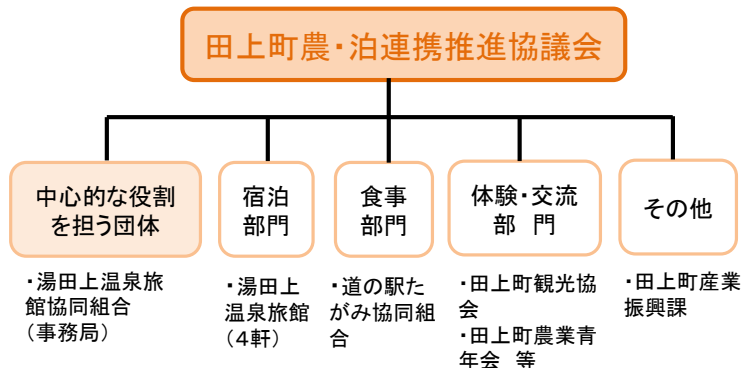 田上町農・泊連携推進協議会
中心的な役割
を担う団体
宿泊
部門
食事
部門
体験・交流
部 門
その他
・湯田上温泉旅
館協同組合
（事務局）
・湯田上
温泉旅館
（4軒）
・道の駅た
がみ協同組
合
・田上町観光協
会
・田上町農業青
年会 等
・田上町産業
振興課